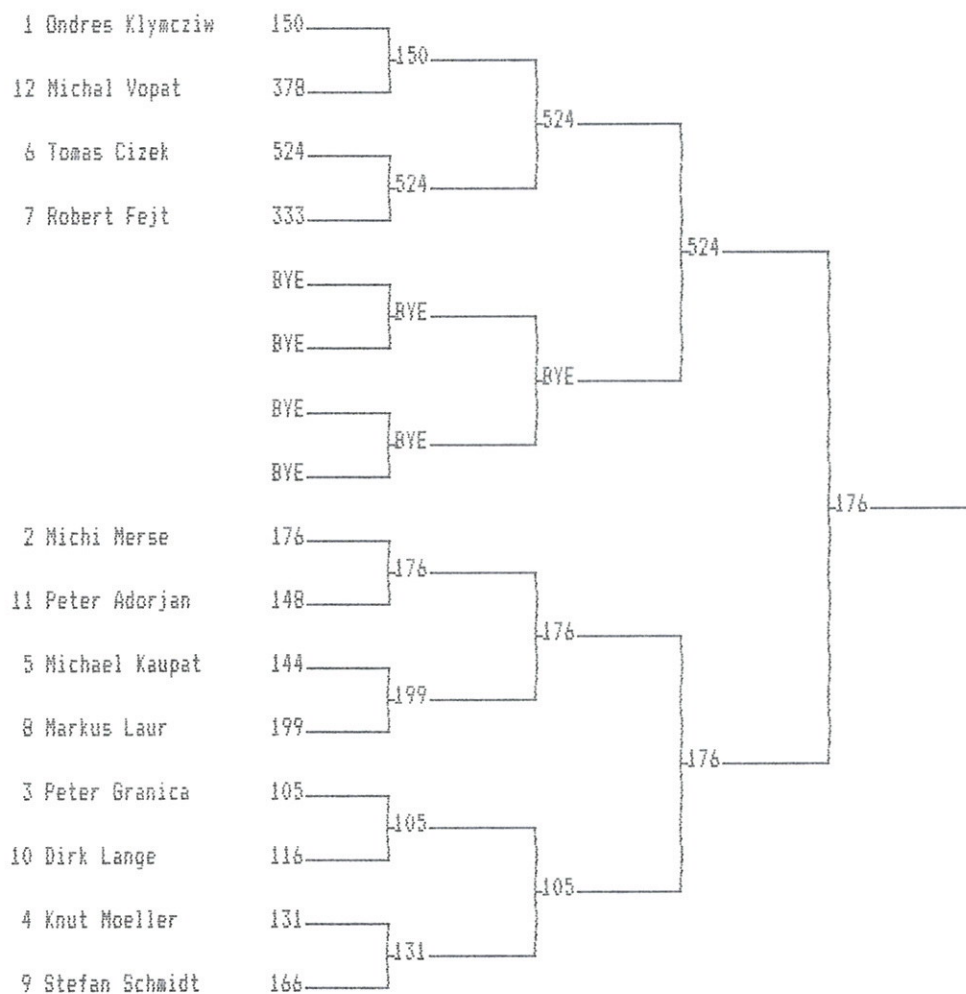 1 Ondres Klymcziw 150
150
12 Michal Vopat 378
524
6 Tomas Cizek 524
524
7 Robert Fejt 333
524
BYE
BYE
BYE
BYE
BYE
BYE
BYE
176
2 Michi Merse 176
176
11 Peter Adorjan 148
176
5 Michael Kaupat 144
199
8 Markus Laur 199
176
3 Peter Granica 105
105
10 Dirk Lange 116
105
4 Knut Moeller 131
131
9 Stefan Schmidt 166